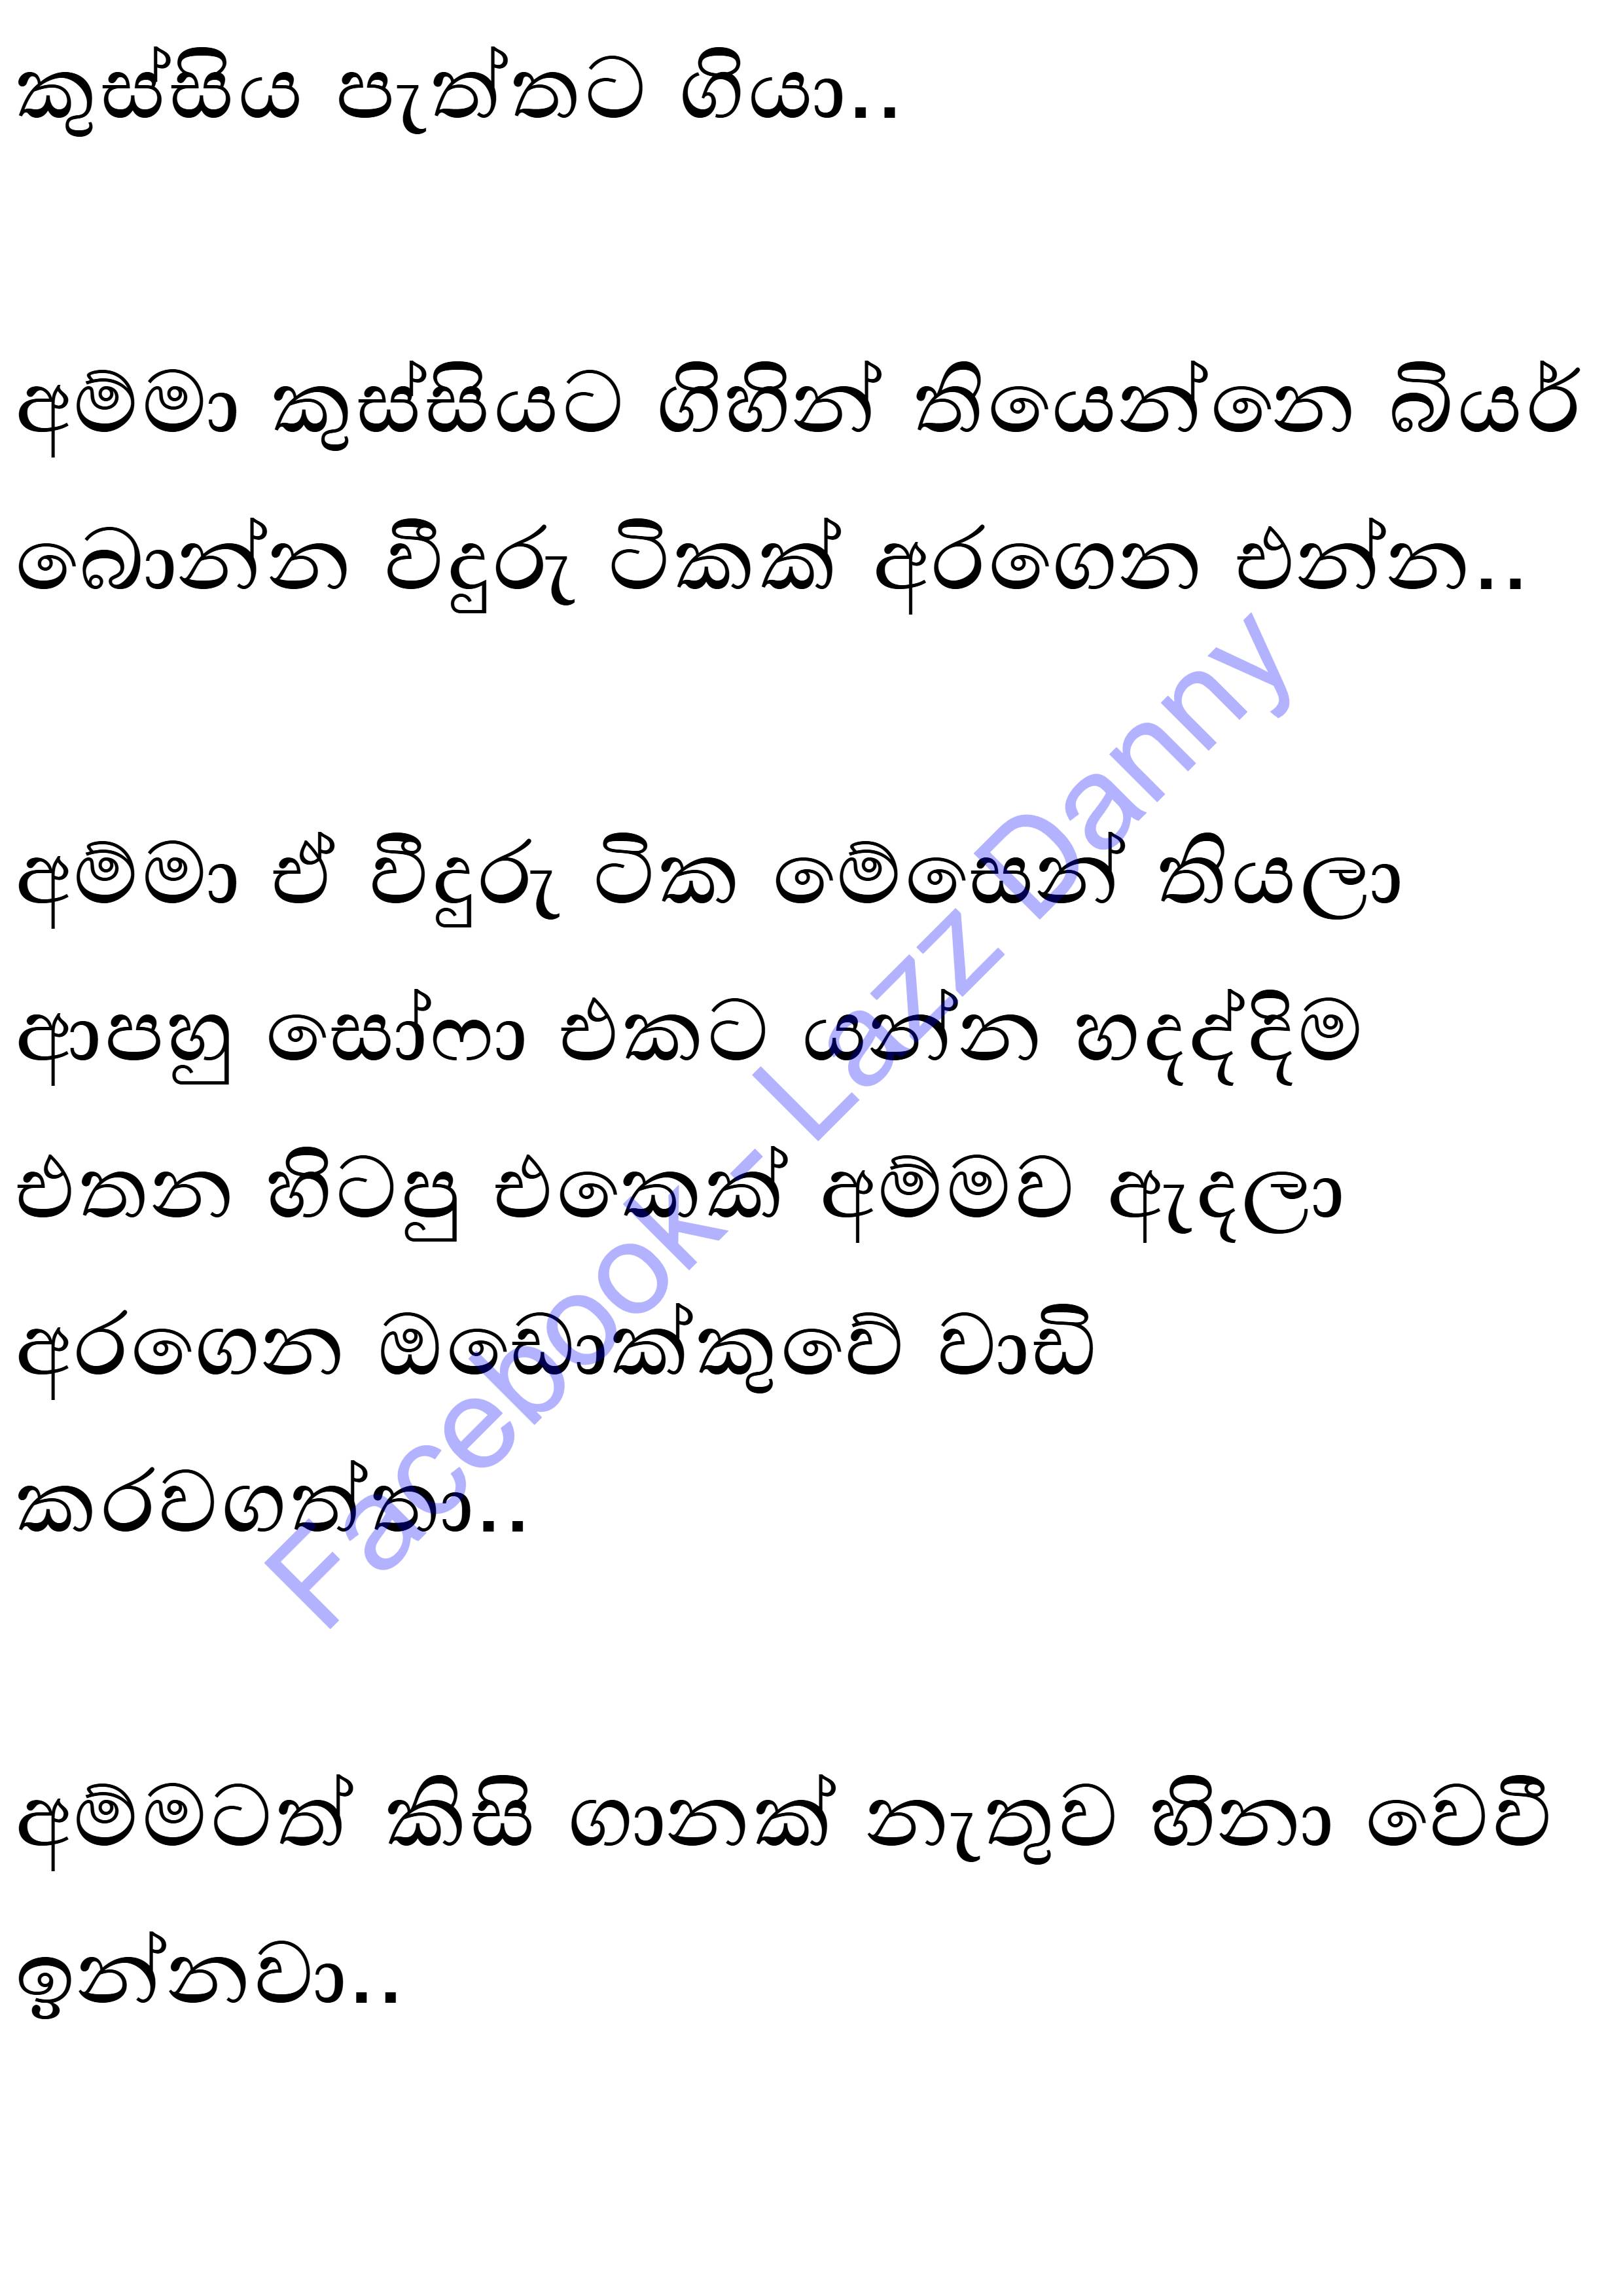 කුස්සිය පැත්තට ගියා..
අම්මා කුස්සියට ගිහින් තියෙන්නෙ බියර්
බොන්න වීදුරු ටිකක් අරගෙන එන්න..
අම්මා ඒ වීදුරු ටික මේසෙන් තියලා
ආපහු සෝෆා එකට යන්න හදද්දිම
එතන හිටපු එකෙක් අම්මව ඇදලා
අරගෙන ඔඩොක්කුවේ වාඩි
කරවගත්තා..
අම්මටත් කිසි ගානක් නැතුව හිනා වෙවී
ඉන්නවා..
Facebook - Lazz Danny